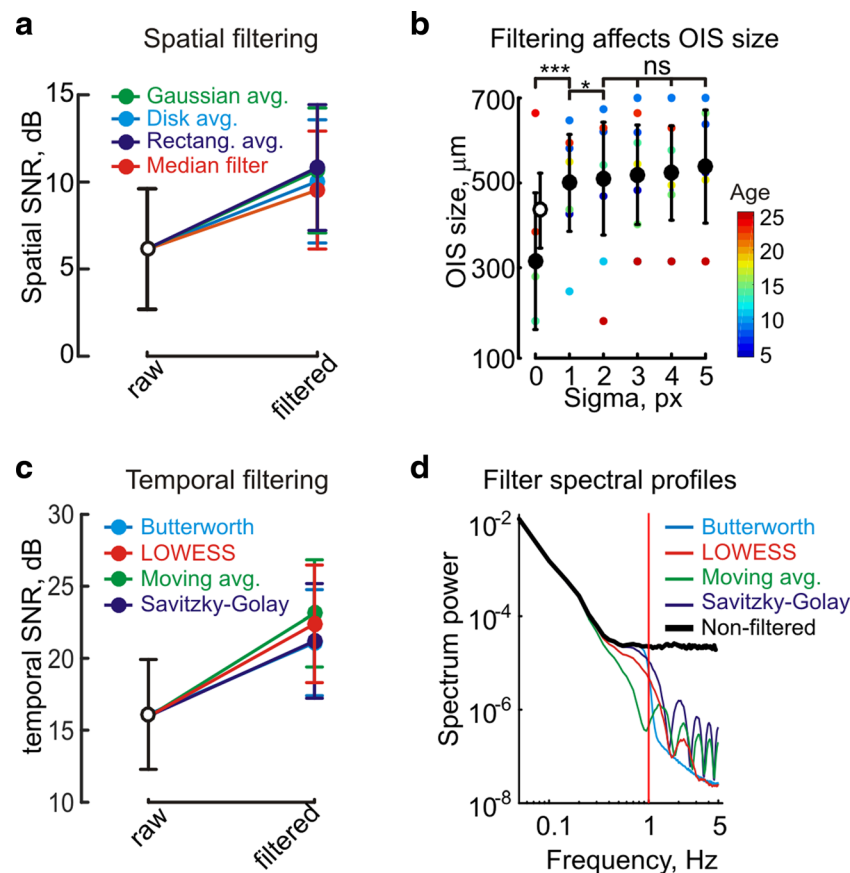 a
Spatial filtering
Spatial SNR, dB
15
10
5
0
Gaussian avg.
Disk avg.
Rectang. avg.
Median filter
raw
filtered
b
Filtering affects OIS size
*** * ns
OIS size, μm
700
500
300
100
0 1 2 3 4 5
Sigma, px
Age
25
20
15
10
5
c
Temporal filtering
temporal SNR, dB
30
25
20
15
10
Butterworth
LOWESS
Moving avg.
Savitzky-Golay
raw
filtered
d
Filter spectral profiles
Spectrum power
10⁻²
10⁻⁴
10⁻⁶
10⁻⁸
Butterworth
LOWESS
Moving avg.
Savitzky-Golay
Non-filtered
0.1 1 5
Frequency, Hz